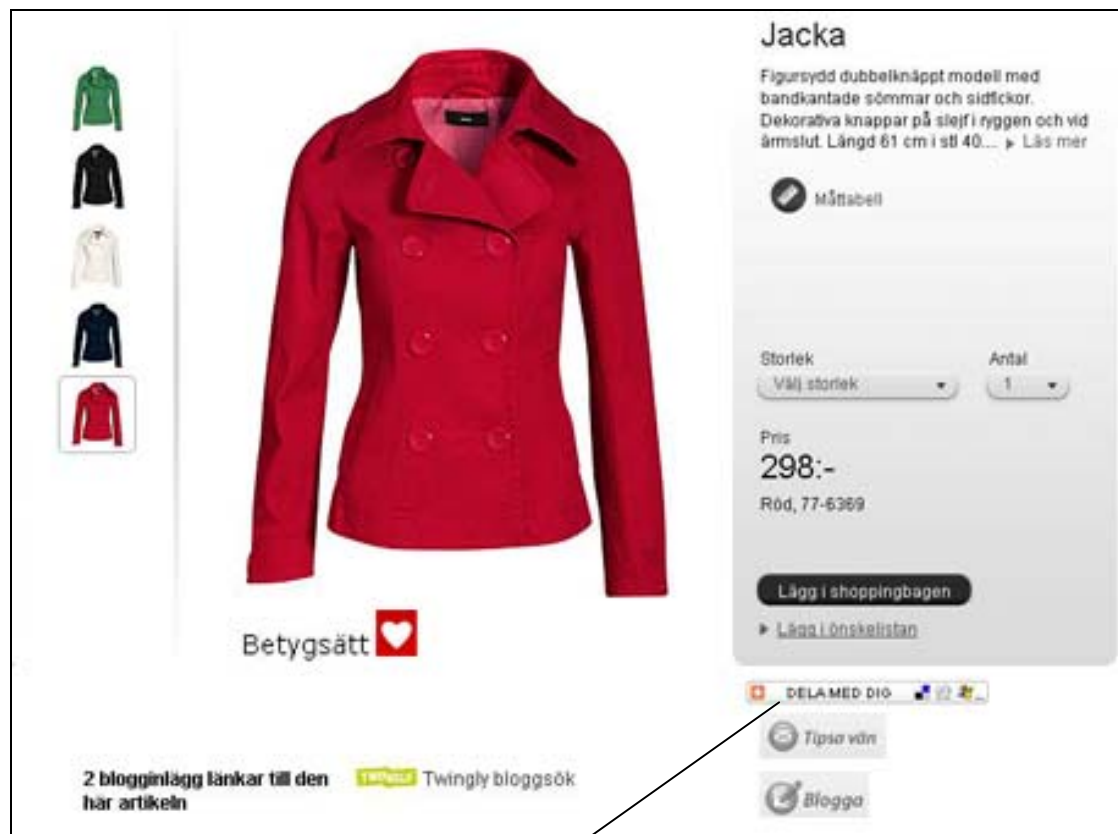 Jacka
Figursydd dubbelknäppt modell med
bandkantade sömmar och sidfickor.
Dekorativa knappar på slejf i ryggen och vid
ärmslut. Längd 61 cm i stl 40... Läs mer
Måttabell
Storlek Antal
Välj storlek 1
Pris
298:-
Röd, 77-6369
Lägg i shoppingbagen
Lägg i önskelistan
Betygsätt
DELA MED DIG
Tipsa vän
Blogga
2 blogginlägg länkar till den
här artikeln
TWINGLY Twingly bloggsök